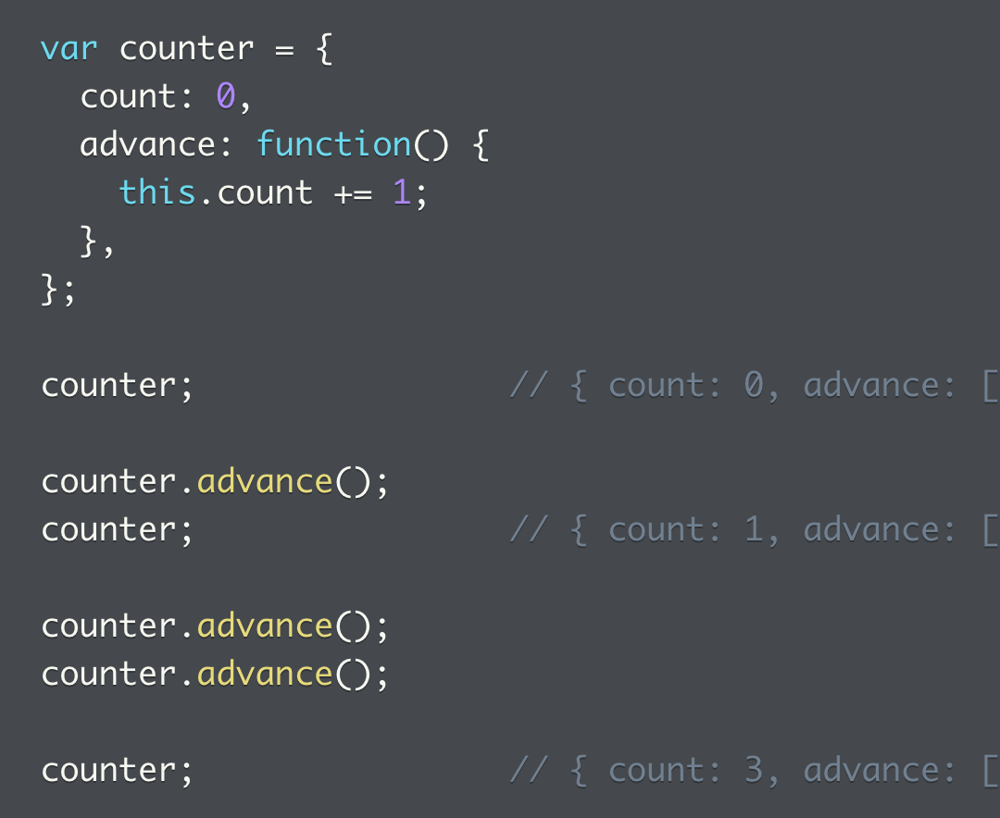 var counter = {
  count: 0,
  advance: function() {
    this.count += 1;
  },
};

counter;                // { count: 0, advance: [

counter.advance();
counter;                // { count: 1, advance: [

counter.advance();
counter.advance();

counter;                // { count: 3, advance: [